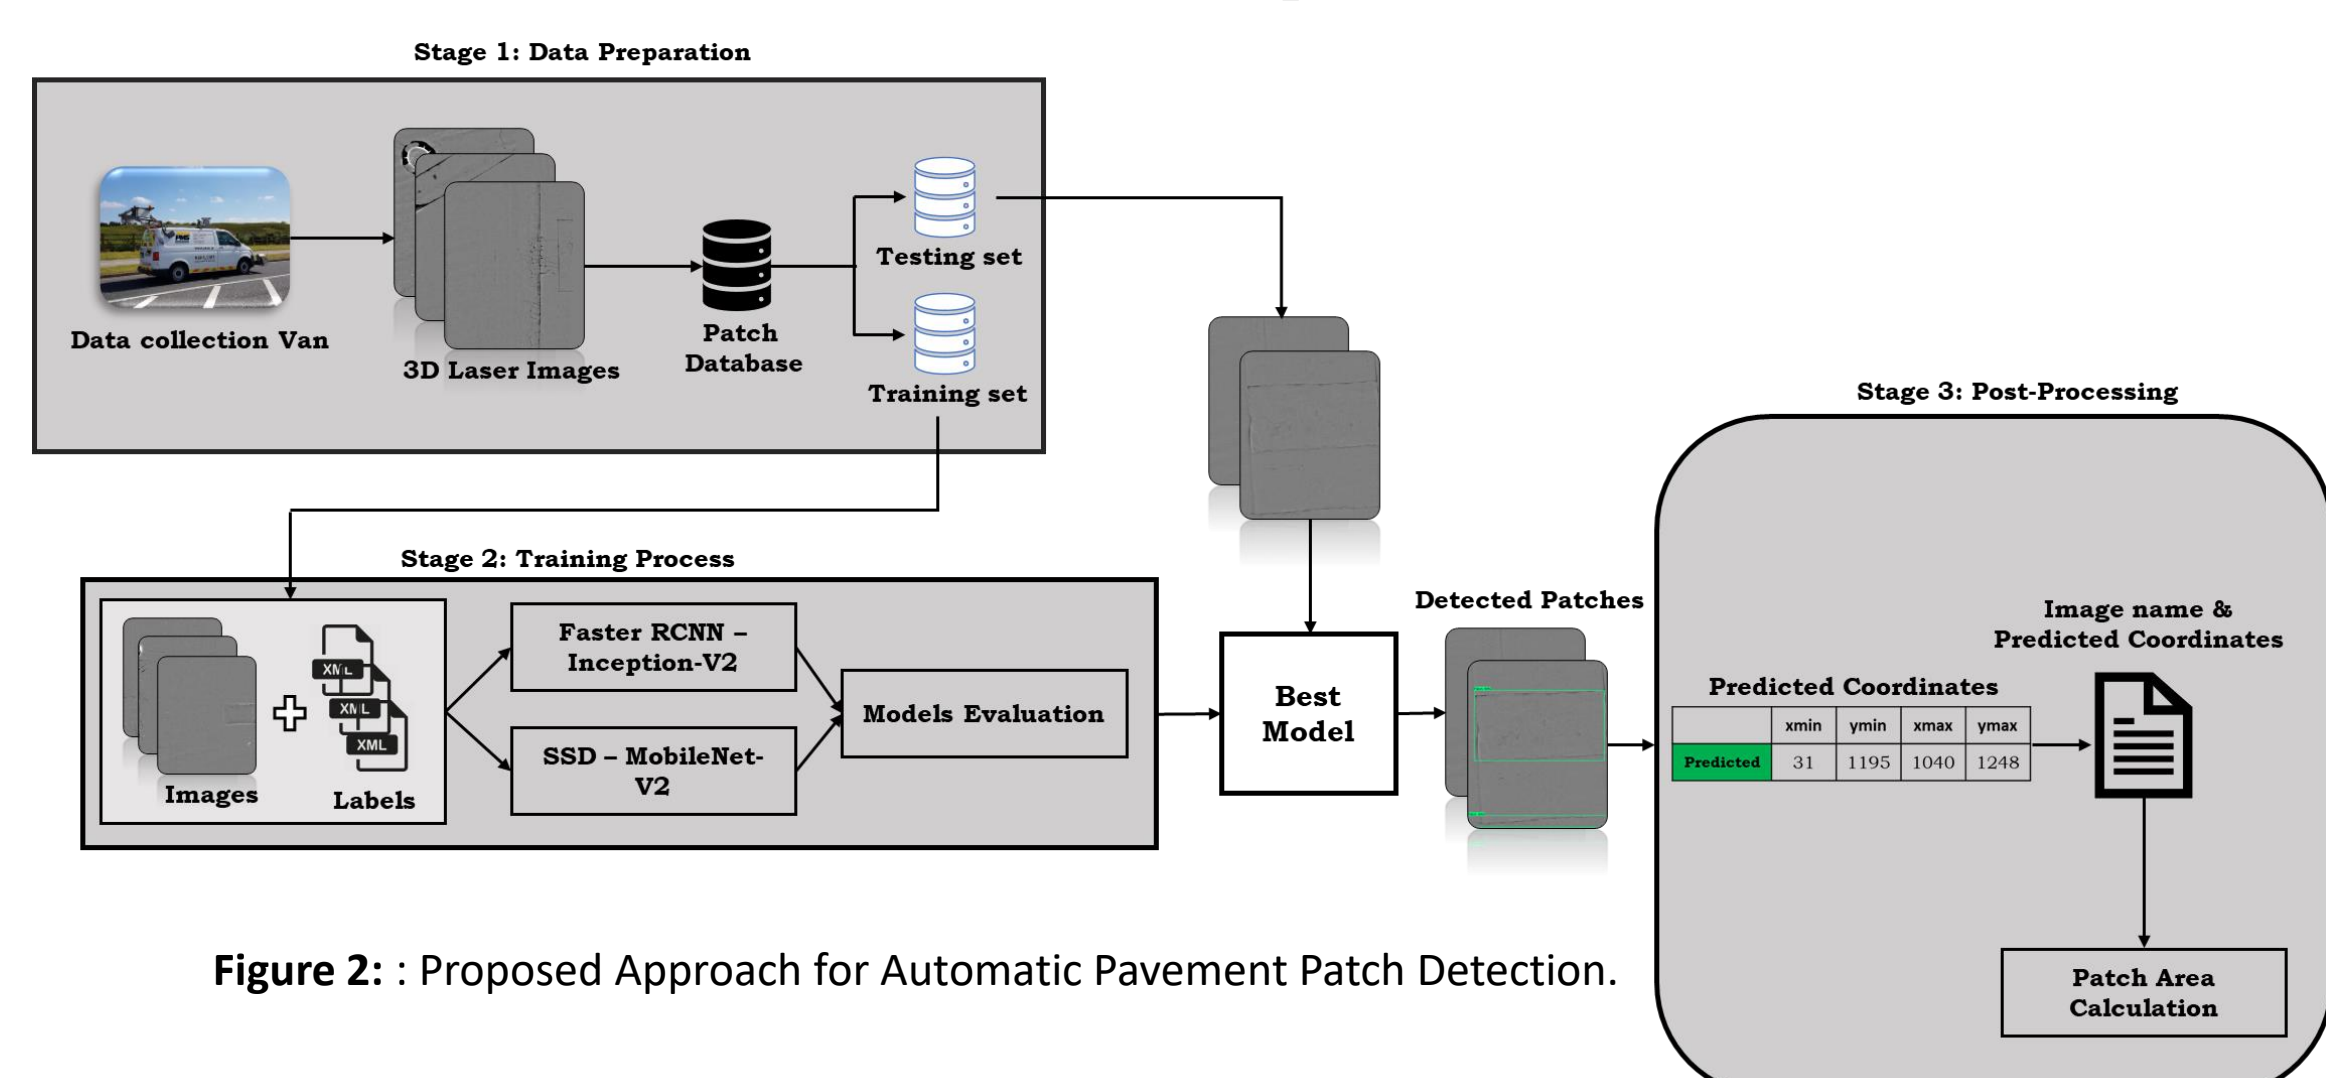 Stage 1: Data Preparation
Data collection Van
3D Laser Images
Patch
Database
Testing set
Training set
Stage 2: Training Process
XML
XML
XML
Images
Labels
Faster RCNN –
Inception-V2
SSD – MobileNet-
V2
Models Evaluation
Best
Model
Detected Patches
Stage 3: Post-Processing
Predicted Coordinates
xmin ymin xmax ymax
Predicted 31 1195 1040 1248
Image name &
Predicted Coordinates
Patch Area
Calculation
Figure 2: : Proposed Approach for Automatic Pavement Patch Detection.